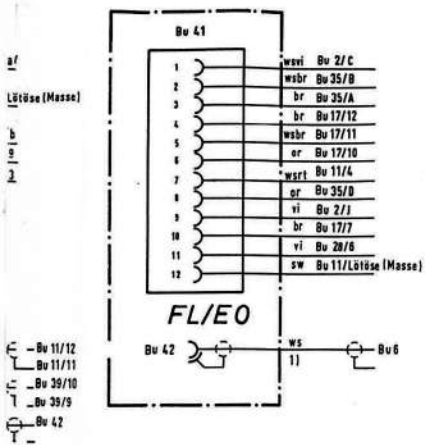 Bu 41
a/
Lötöse (Masse)
b
9
3
1 wsvi Bu 2/C
2 wsbr Bu 35/B
3 br Bu 35/A
4 br Bu 17/12
5 wsbr Bu 17/11
6 or Bu 17/10
7 wsrt Bu 11/4
8 or Bu 35/D
9 vi Bu 2/J
10 br Bu 17/7
11 vi Bu 28/6
12 sw Bu 11/Lötöse (Masse)
FL/EO
Bu 42 ws Bu 6
1)
Bu 11/12
Bu 11/11
Bu 39/10
Bu 39/9
Bu 42